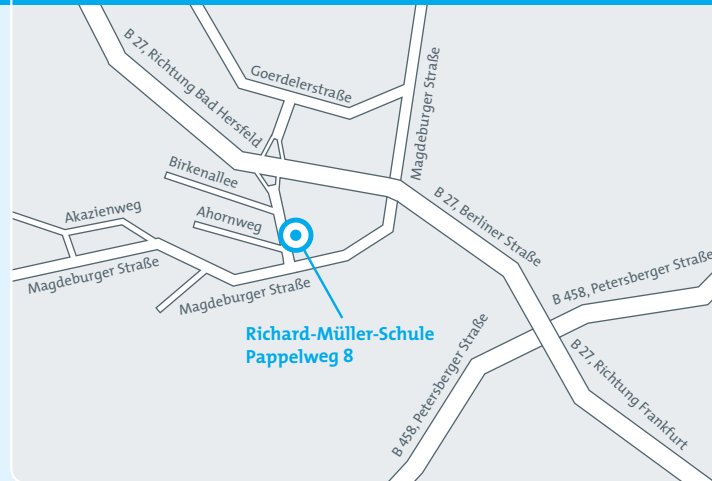 B 27, Richtung Bad Hersfeld
Goerdelerstraße
Magdeburger Straße
Birkenallee
B 27, Berliner Straße
Akazienweg
Ahornweg
Magdeburger Straße
Magdeburger Straße
B 458, Petersberger Straße
Richard-Müller-Schule
Pappelweg 8
B 458, Petersberger Straße
B 27, Richtung Frankfurt